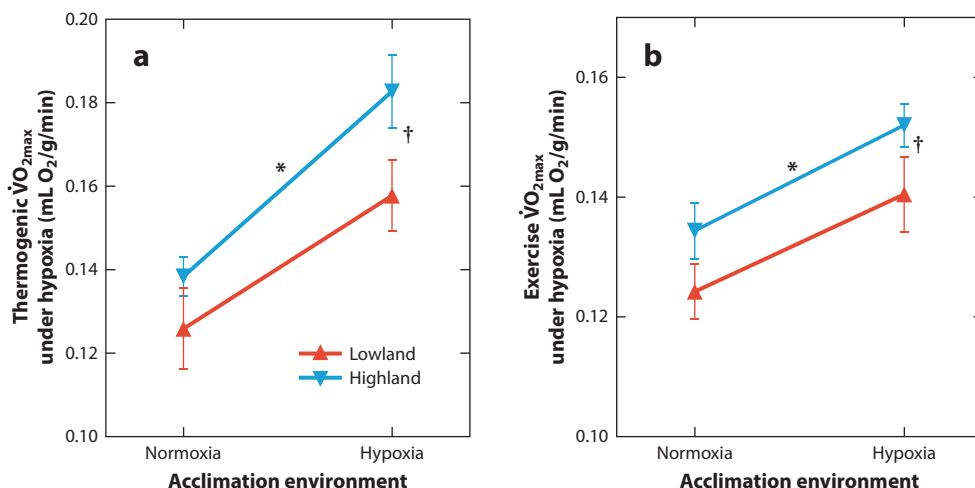 a
Thermogenic V̇O2max
under hypoxia (mL O2/g/min)
0.20
0.18
0.16
0.14
0.12
0.10
*
†
Lowland
Highland
Normoxia
Hypoxia
Acclimation environment
b
Exercise V̇O2max
under hypoxia (mL O2/g/min)
0.16
0.14
0.12
0.10
*
†
Normoxia
Hypoxia
Acclimation environment